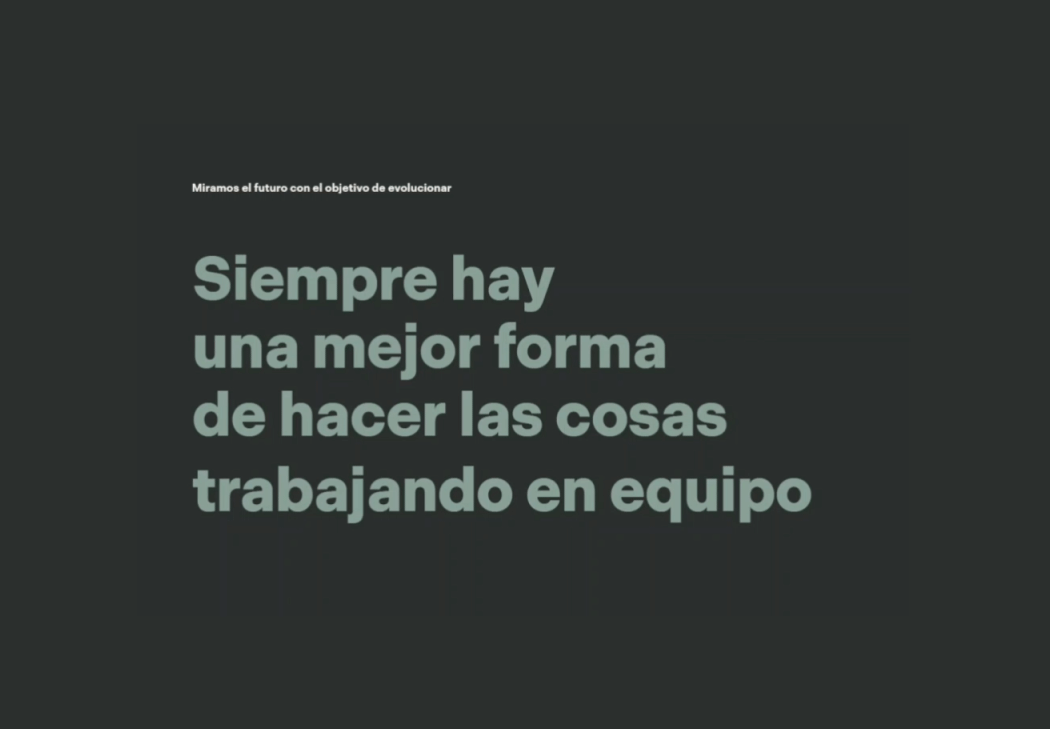 Miramos el futuro con el objetivo de evolucionar
Siempre hay
una mejor forma
de hacer las cosas
trabajando en equipo